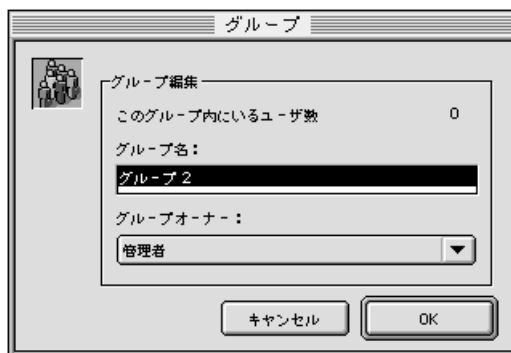 グループ
グループ編集
このグループ内にいるユーザ数 0
グループ名：
グループ 2
グループオーナー：
管理者
キャンセル OK